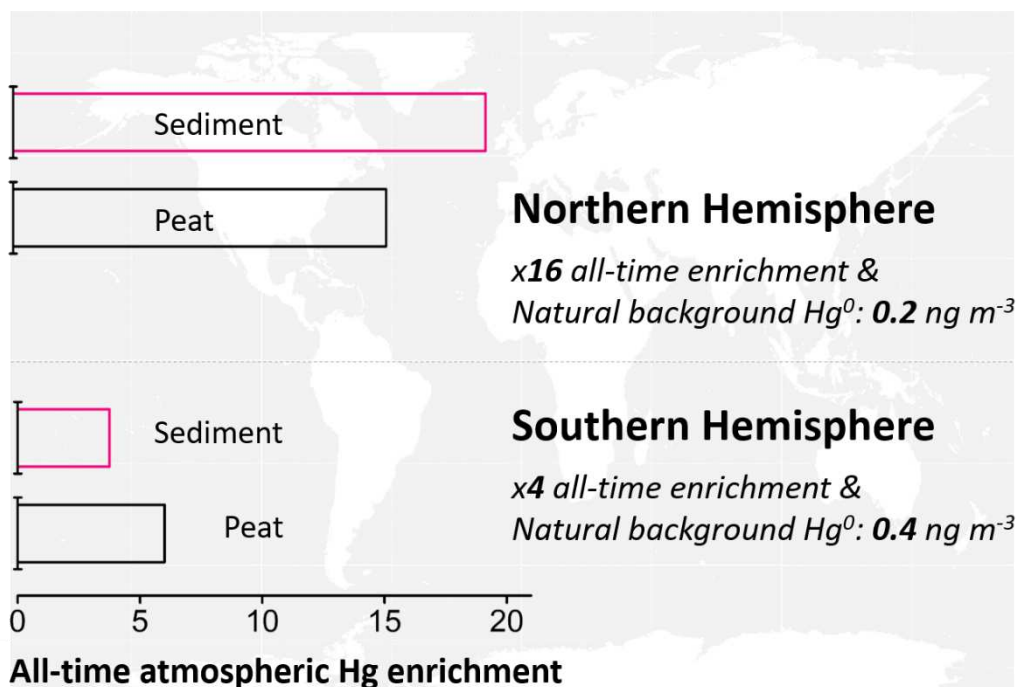 Sediment
Peat
Northern Hemisphere
x16 all-time enrichment &
Natural background Hg⁰: 0.2 ng m⁻³
Sediment
Peat
Southern Hemisphere
x4 all-time enrichment &
Natural background Hg⁰: 0.4 ng m⁻³
0 5 10 15 20
All-time atmospheric Hg enrichment